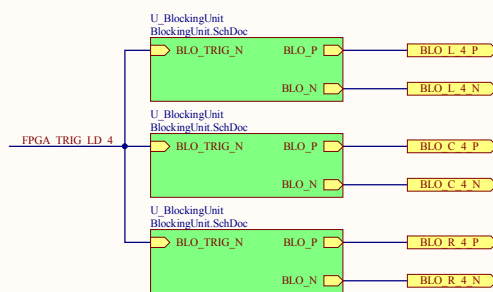 U_BlockingUnit
BlockingUnit.SchDoc
BLO_TRIG_N BLO_P BLO_L_4_P
BLO_N BLO_L_4_N
U_BlockingUnit
BlockingUnit.SchDoc
FPGA_TRIG_LD_4 BLO_TRIG_N BLO_P BLO_C_4_P
BLO_N BLO_C_4_N
U_BlockingUnit
BlockingUnit.SchDoc
BLO_TRIG_N BLO_P BLO_R_4_P
BLO_N BLO_R_4_N